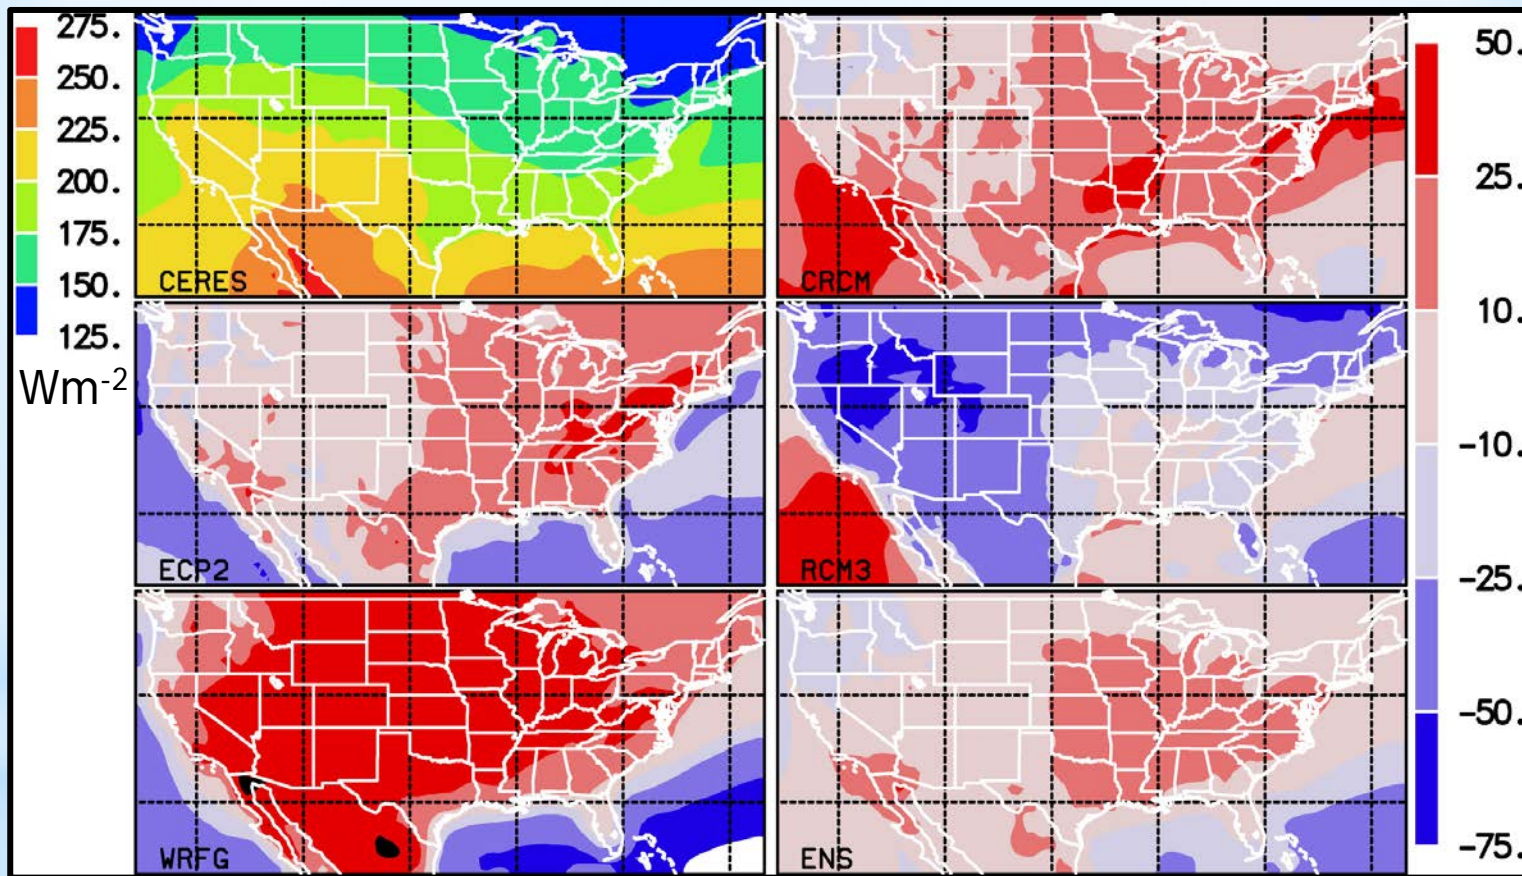 275.
250.
225.
200.
175.
150.
125.
Wm-2
CERES
CRCM
ECP2
RCM3
WRFG
ENS
50.
25.
10.
-10.
-25.
-50.
-75.